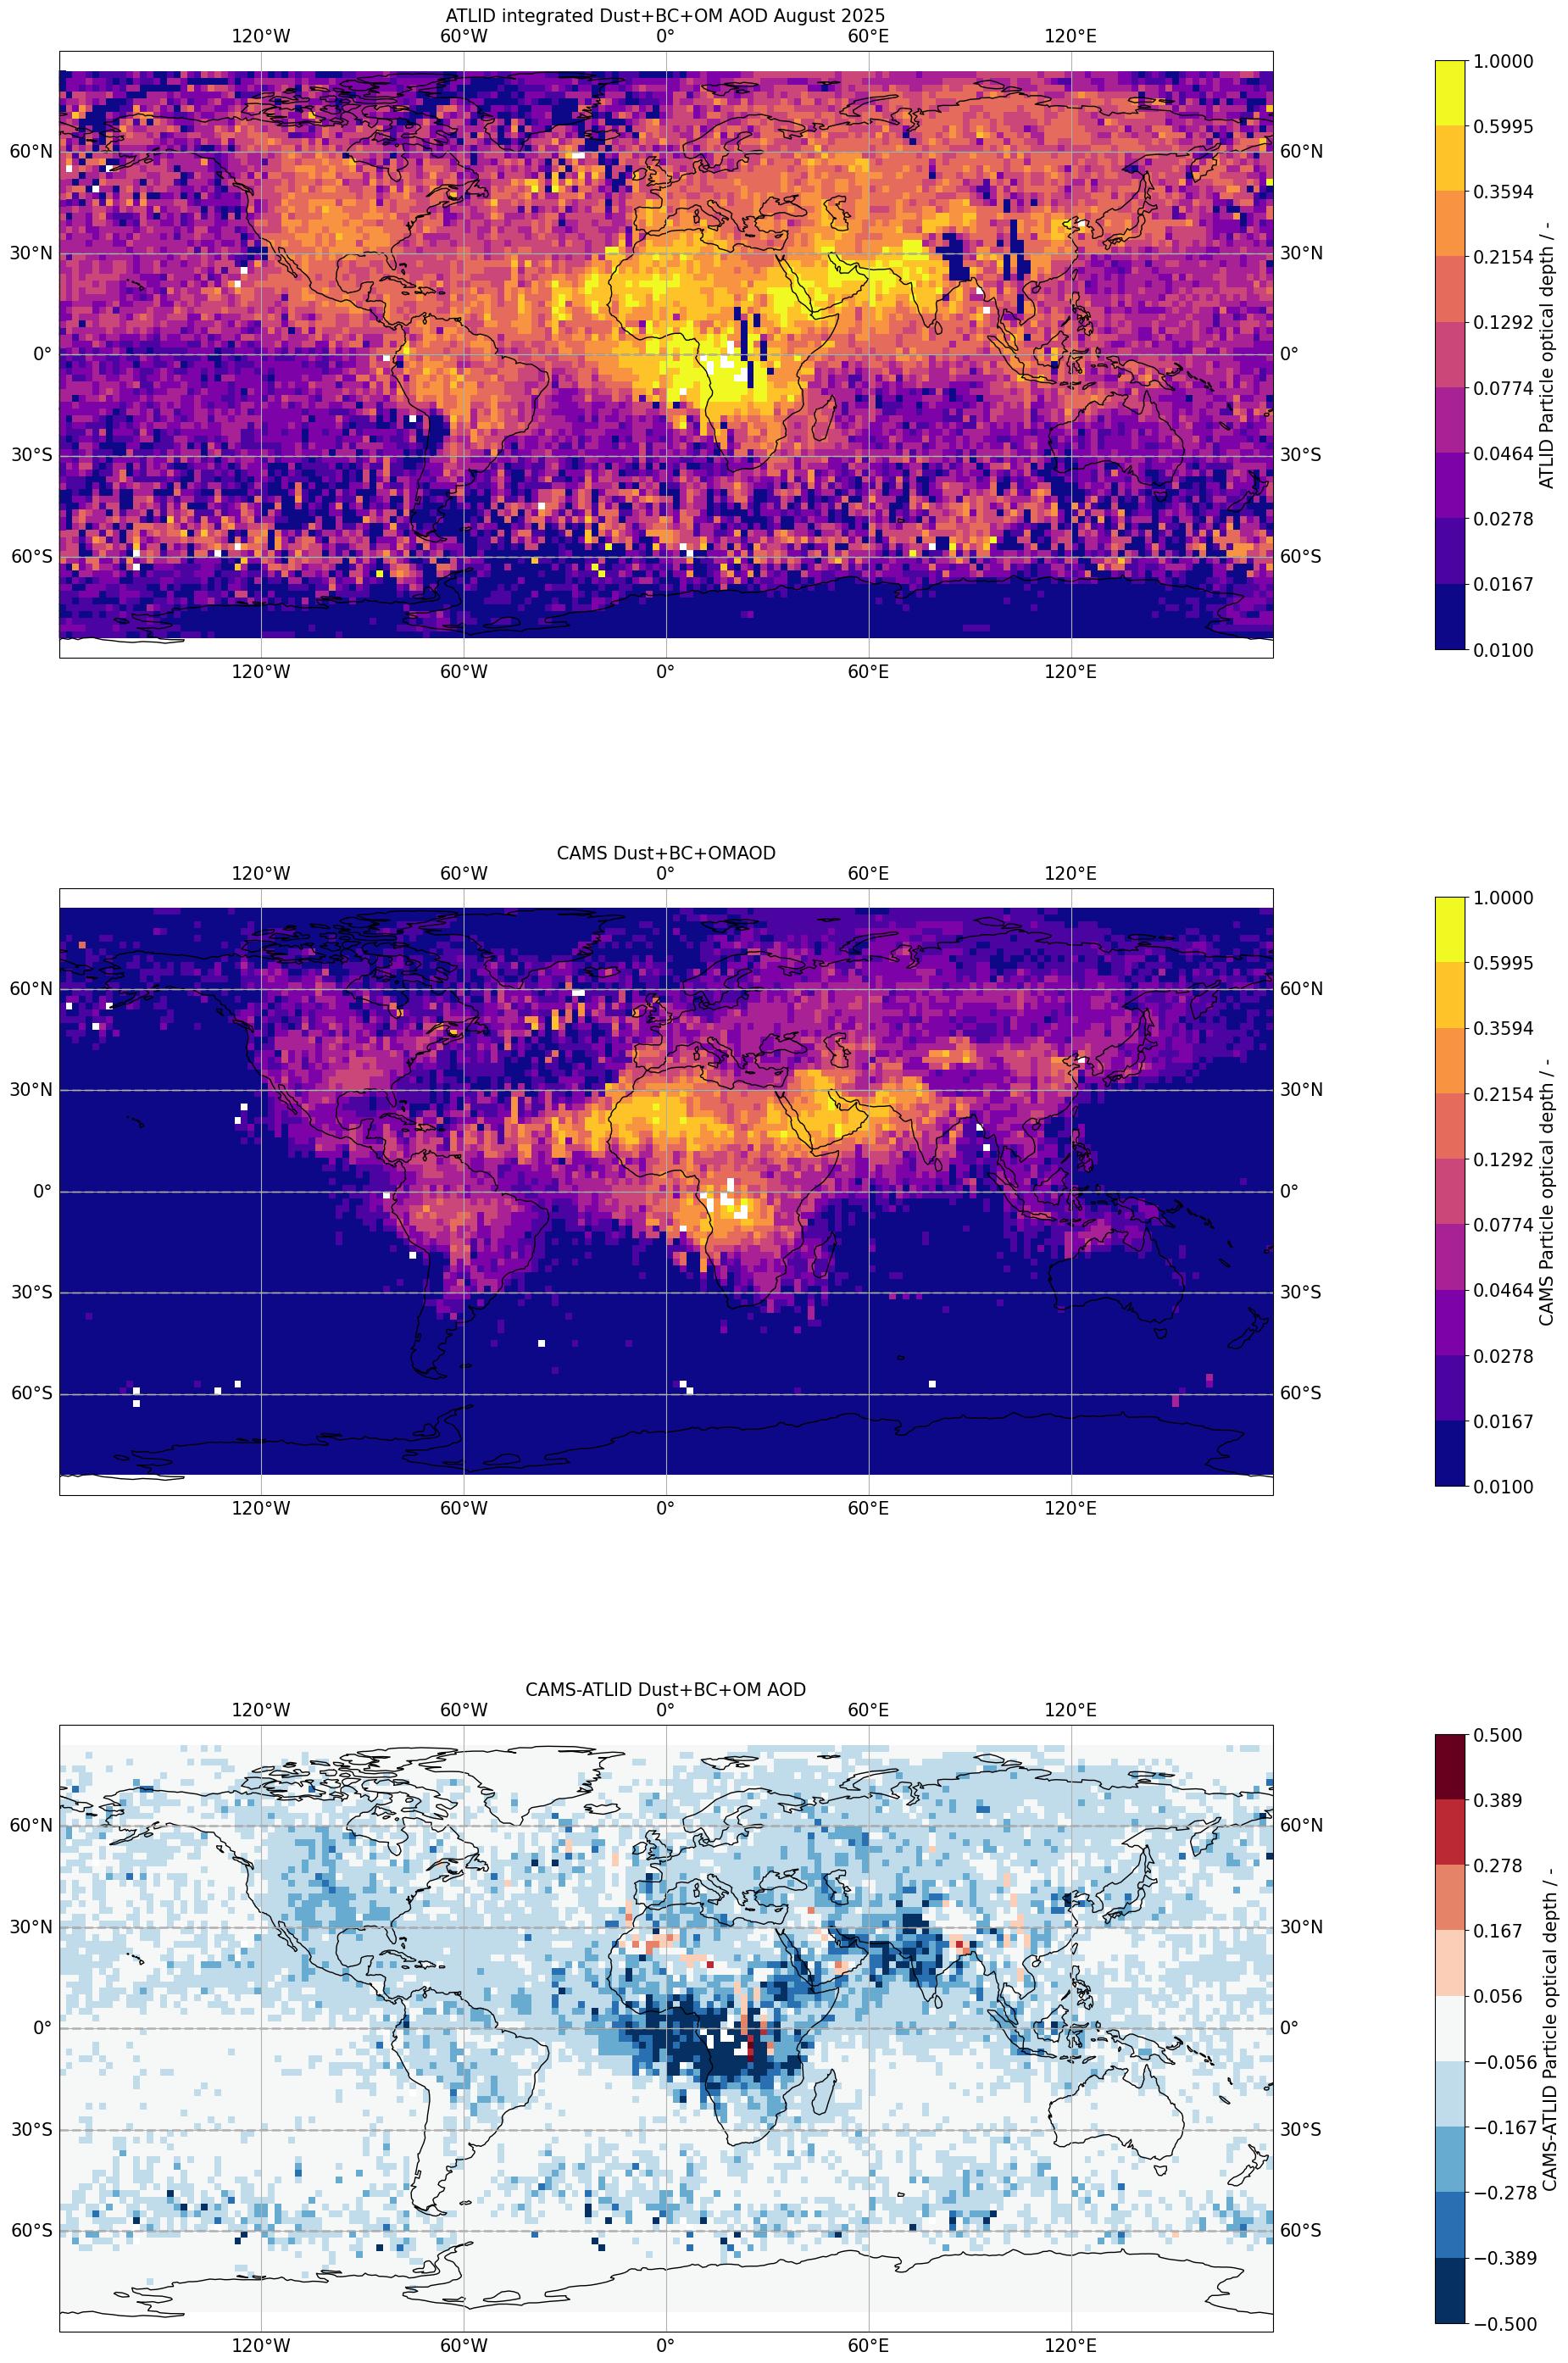 ATLID integrated Dust+BC+OM AOD August 2025
120°W 60°W 0° 60°E 120°E
1.0000
0.5995
60°N 60°N
0.3594
30°N 30°N
0.2154
0.1292
0° 0°
ATLID Particle optical depth / -
0.0774
30°S 30°S
0.0464
0.0278
60°S 60°S
0.0167
0.0100
120°W 60°W 0° 60°E 120°E
CAMS Dust+BC+OMAOD
120°W 60°W 0° 60°E 120°E
1.0000
0.5995
60°N 60°N
0.3594
30°N 30°N
0.2154
0.1292
0° 0°
CAMS Particle optical depth / -
0.0774
30°S 30°S
0.0464
0.0278
60°S 60°S
0.0167
0.0100
120°W 60°W 0° 60°E 120°E
CAMS-ATLID Dust+BC+OM AOD
120°W 60°W 0° 60°E 120°E
0.500
0.389
60°N 60°N
0.278
30°N 30°N
0.167
0.056
0° 0°
CAMS-ATLID Particle optical depth / -
−0.056
30°S 30°S
−0.167
−0.278
60°S 60°S
−0.389
−0.500
120°W 60°W 0° 60°E 120°E